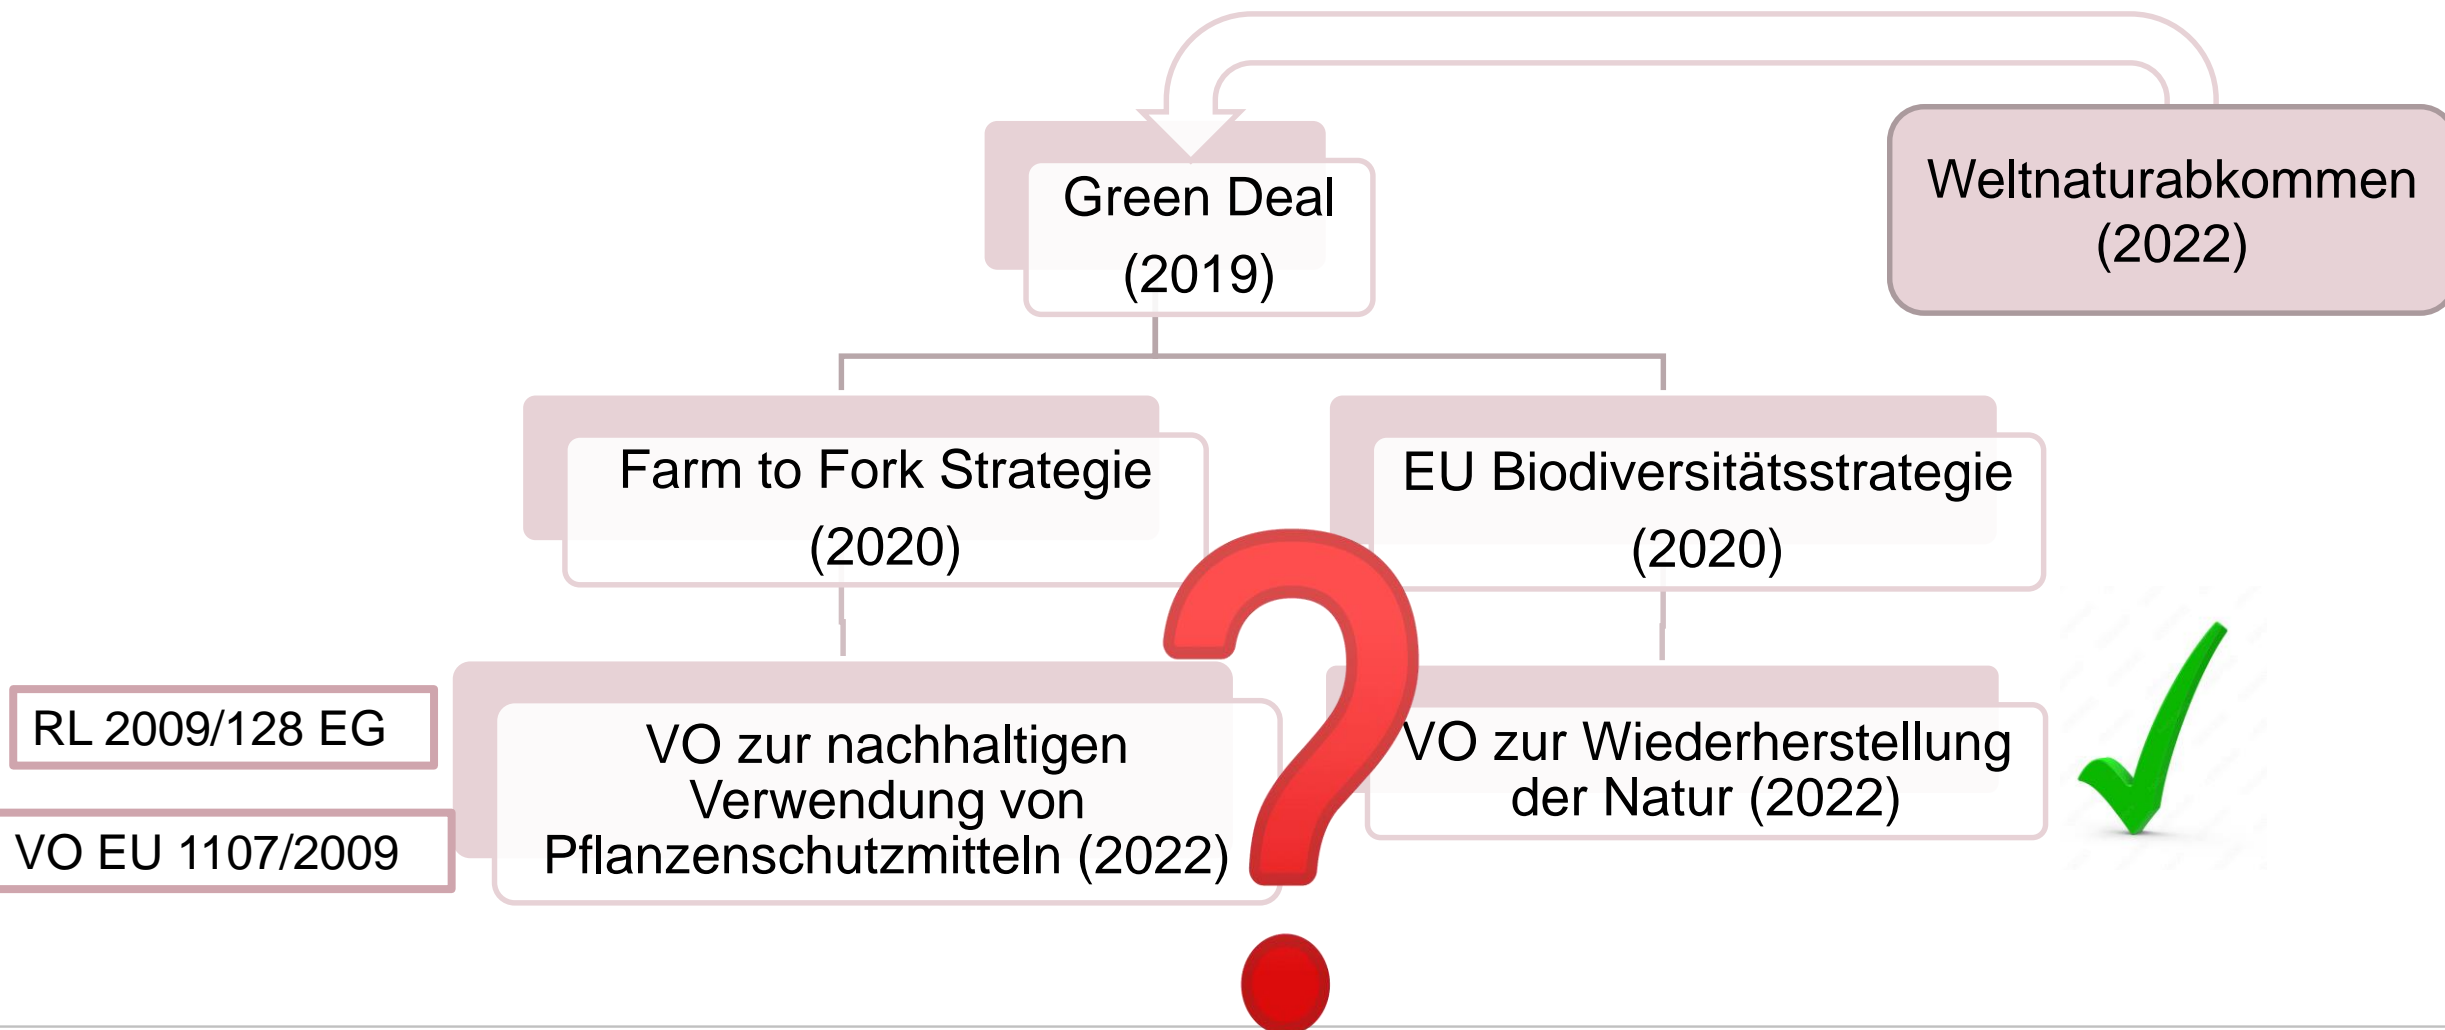 Green Deal
(2019)
Weltnaturabkommen
(2022)
Farm to Fork Strategie
(2020)
EU Biodiversitätsstrategie
(2020)
RL 2009/128 EG
VO EU 1107/2009
VO zur nachhaltigen
Verwendung von
Pflanzenschutzmitteln (2022)
?
VO zur Wiederherstellung
der Natur (2022)